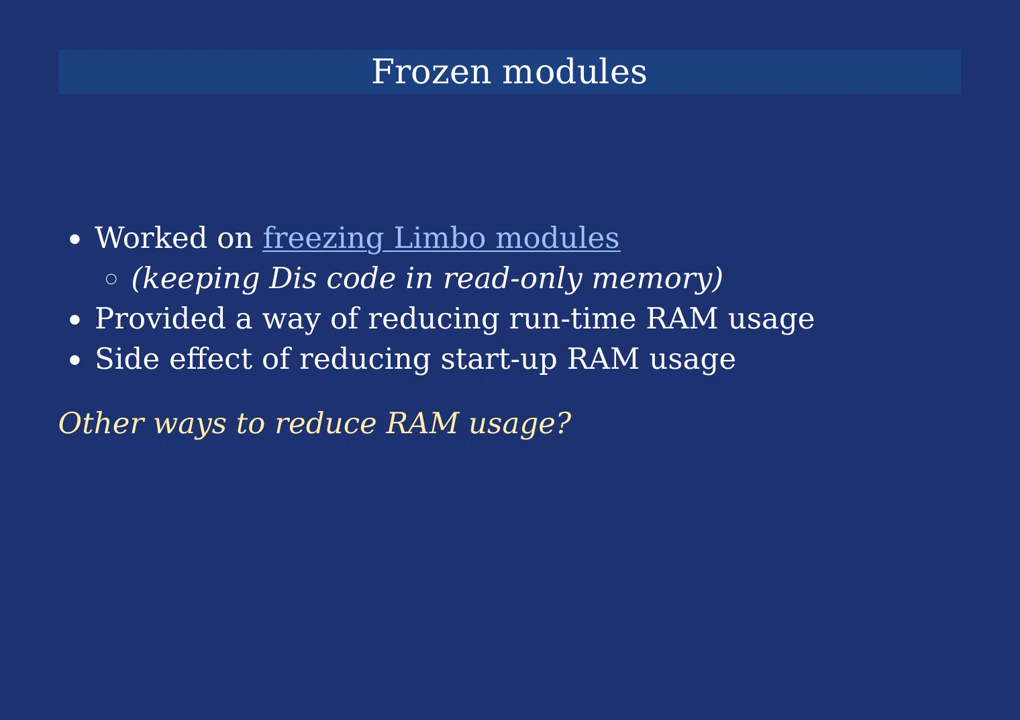 Frozen modules
• Worked on freezing Limbo modules
◦ (keeping Dis code in read-only memory)
• Provided a way of reducing run-time RAM usage
• Side effect of reducing start-up RAM usage
Other ways to reduce RAM usage?